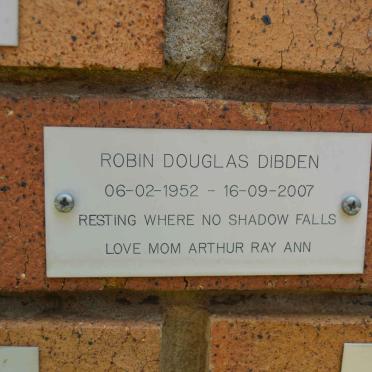 ROBIN DOUGLAS DIBDEN
06-02-1952 - 16-09-2007
RESTING WHERE NO SHADOW FALLS
LOVE MOM ARTHUR RAY ANN